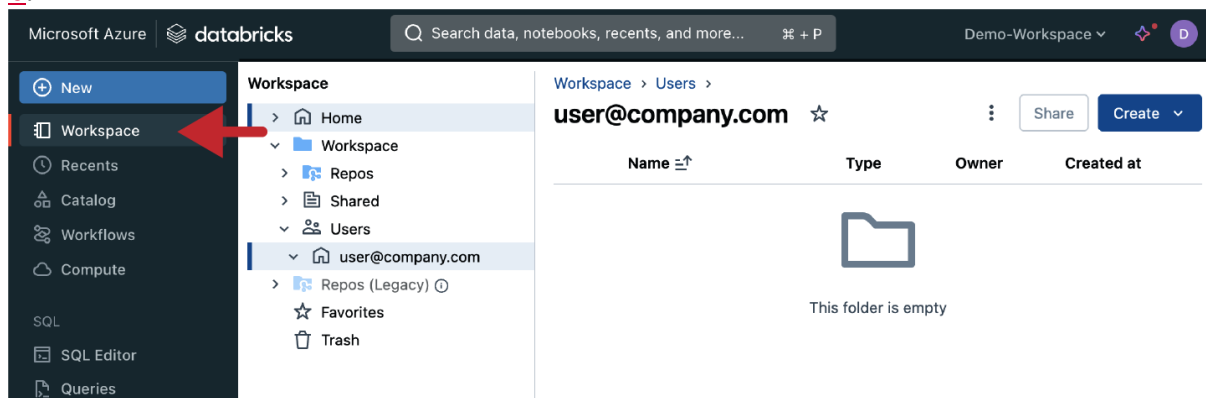 Microsoft Azure databricks Search data, notebooks, recents, and more... ⌘ + P Demo-Workspace D
New
Workspace
Recents
Catalog
Workflows
Compute
SQL
SQL Editor
Queries
Workspace
Home
Workspace
Repos
Shared
Users
user@company.com
Repos (Legacy)
Favorites
Trash
Workspace › Users ›
user@company.com Share Create
Name Type Owner Created at
This folder is empty